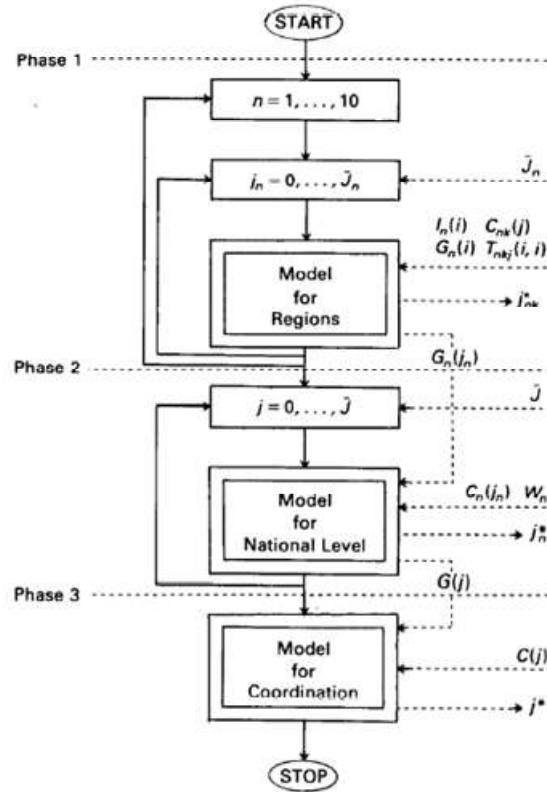 START
Phase 1
n = 1, . . . , 10
j_n = 0, . . . , J̄_n
J̄_n
I_n(i) C_nk(j)
G_n(i) T_nkj(i, i)
Model
for
Regions
j*_nk
G_n(j_n)
Phase 2
j = 0, . . . , J̄
J̄
Model
for
National Level
C_n(j_n) W_n
j*_n
G(j)
Phase 3
Model
for
Coordination
C(j)
j*
STOP